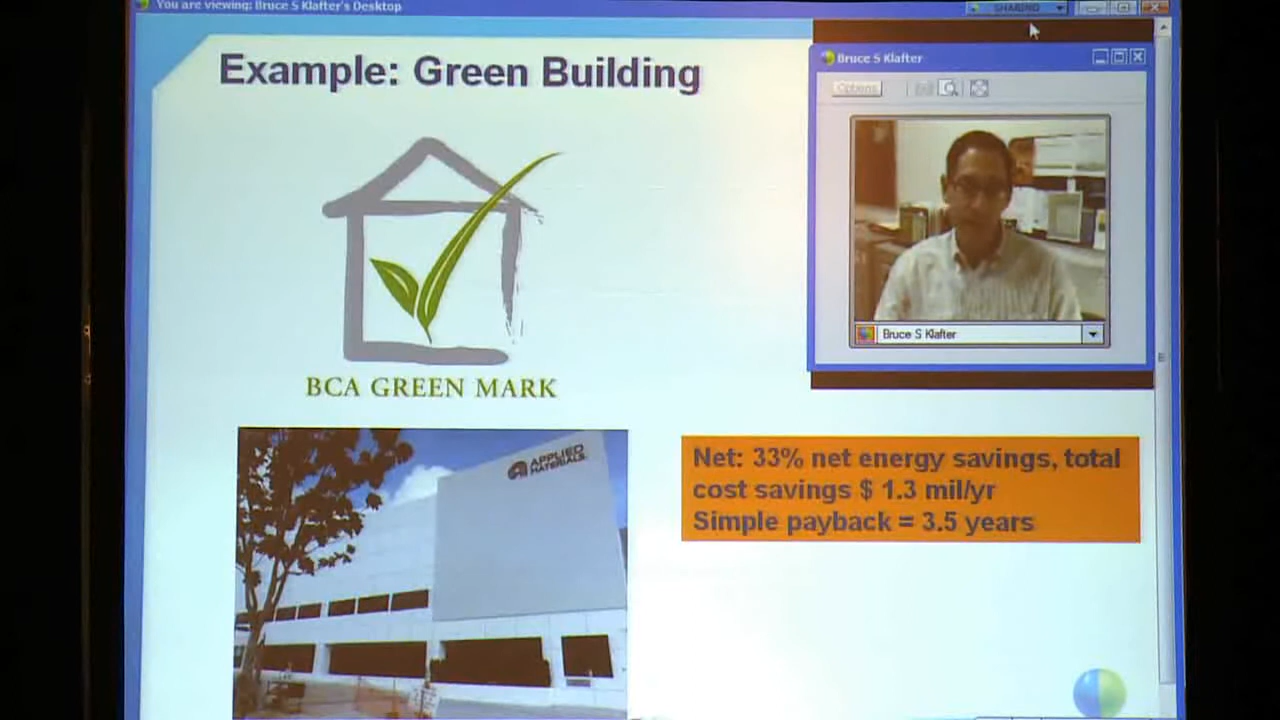 You are viewing: Bruce S Klafter's Desktop
SHARING
Example: Green Building
Bruce S Klafter
Options
Bruce S Klafter
BCA GREEN MARK
APPLIED
MATERIALS
Net: 33% net energy savings, total
cost savings $ 1.3 mil/yr
Simple payback = 3.5 years